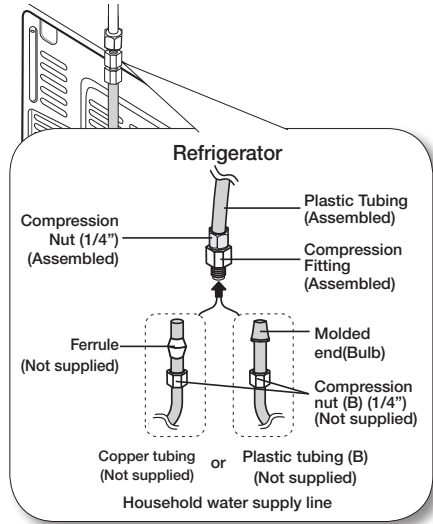 Refrigerator
Plastic Tubing
(Assembled)
Compression
Nut (1/4”)
(Assembled)
Compression
Fitting
(Assembled)
Ferrule
(Not supplied)
Molded
end(Bulb)
Compression
nut (B) (1/4”)
(Not supplied)
Copper tubing
(Not supplied)
or
Plastic tubing (B)
(Not supplied)
Household water supply line